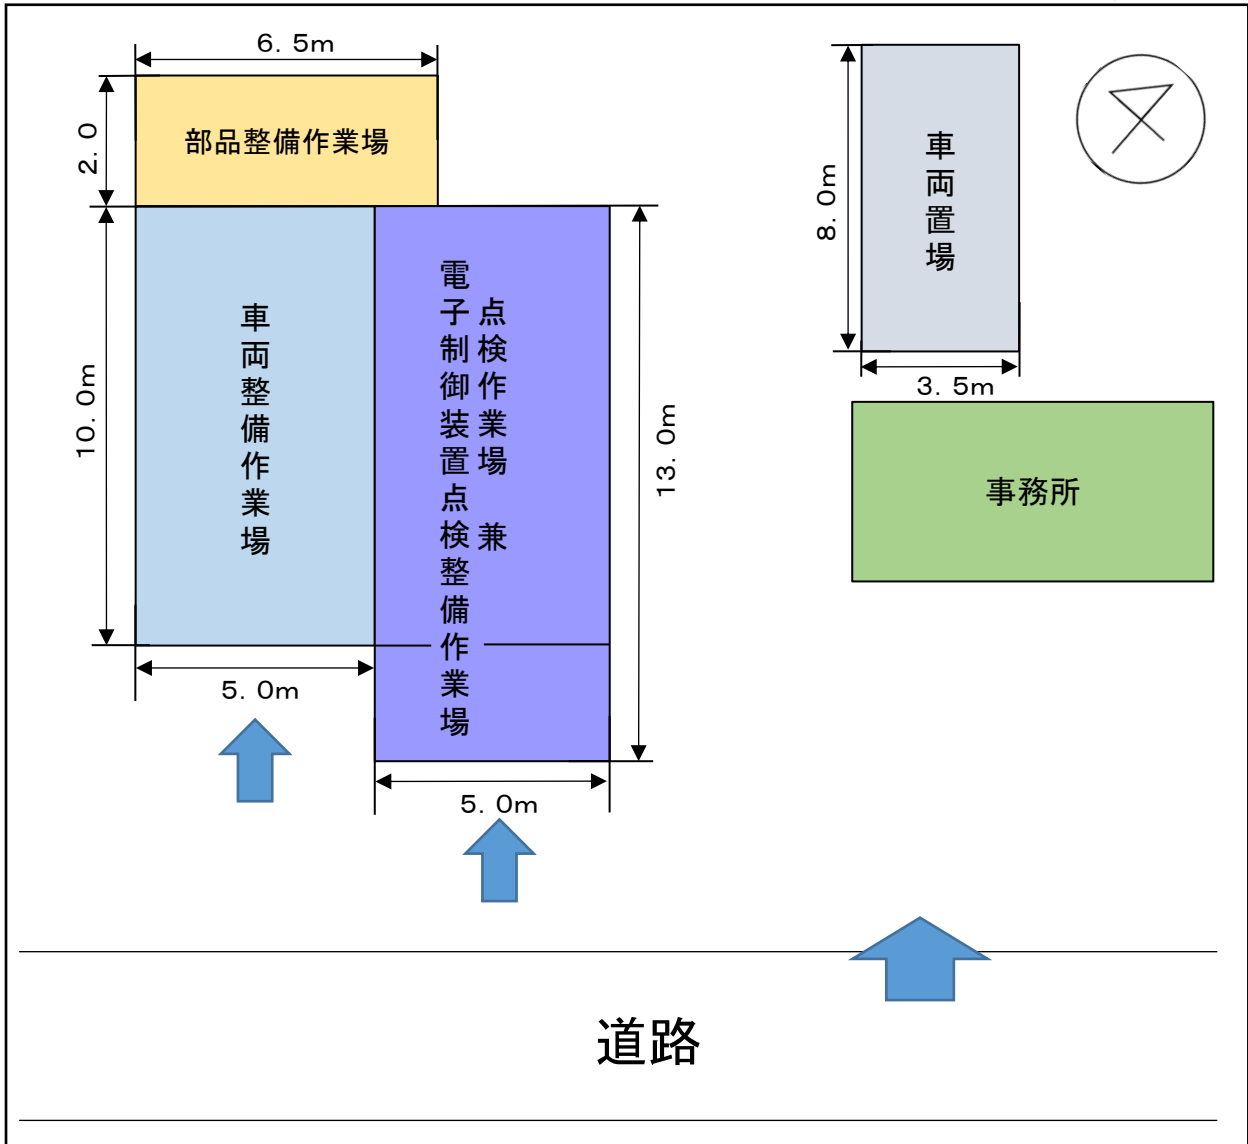 6.5m
2.0
部品整備作業場
10.0m
車両整備作業場
5.0m
点検作業場 兼
電子制御装置点検整備作業場
13.0m
5.0m
8.0m
車両置場
3.5m
事務所
道路